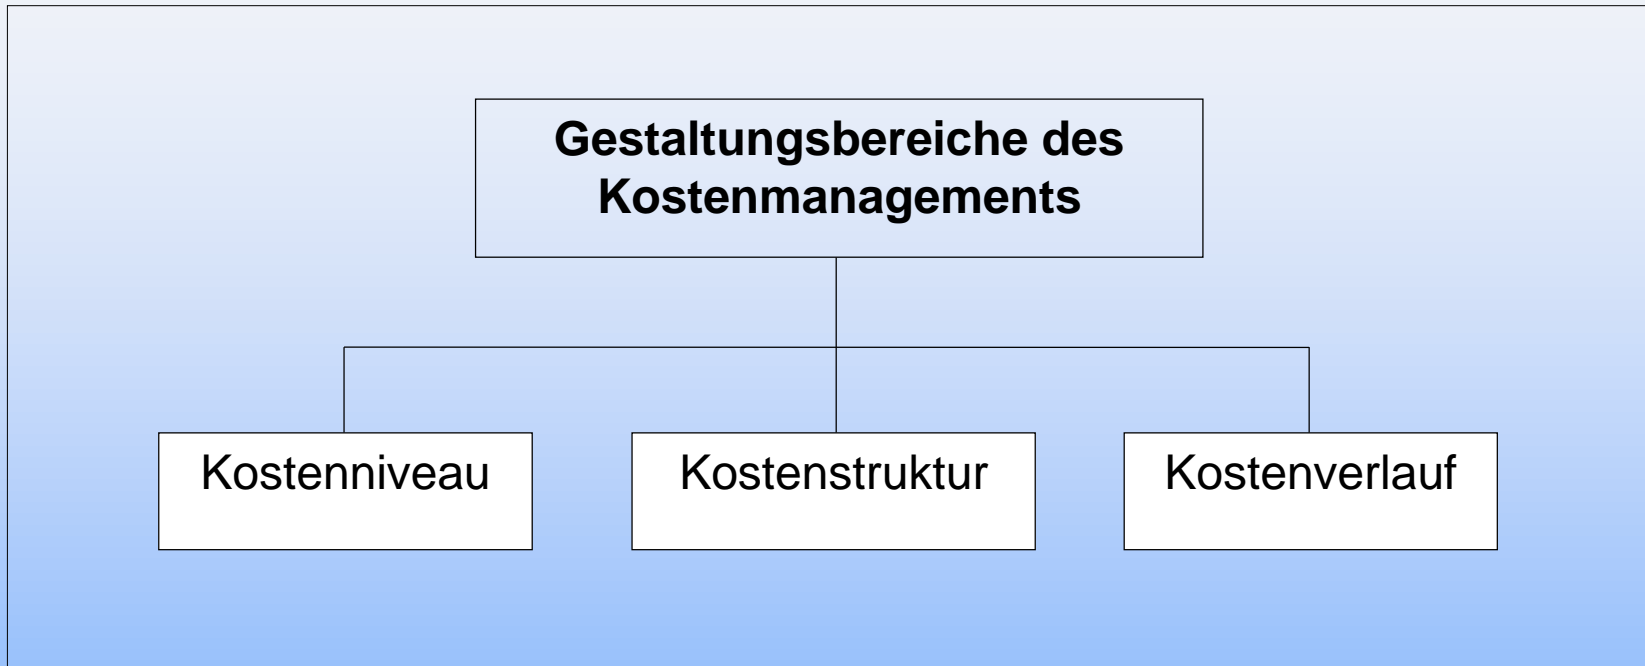 Gestaltungsbereiche des
Kostenmanagements
Kostenniveau
Kostenstruktur
Kostenverlauf